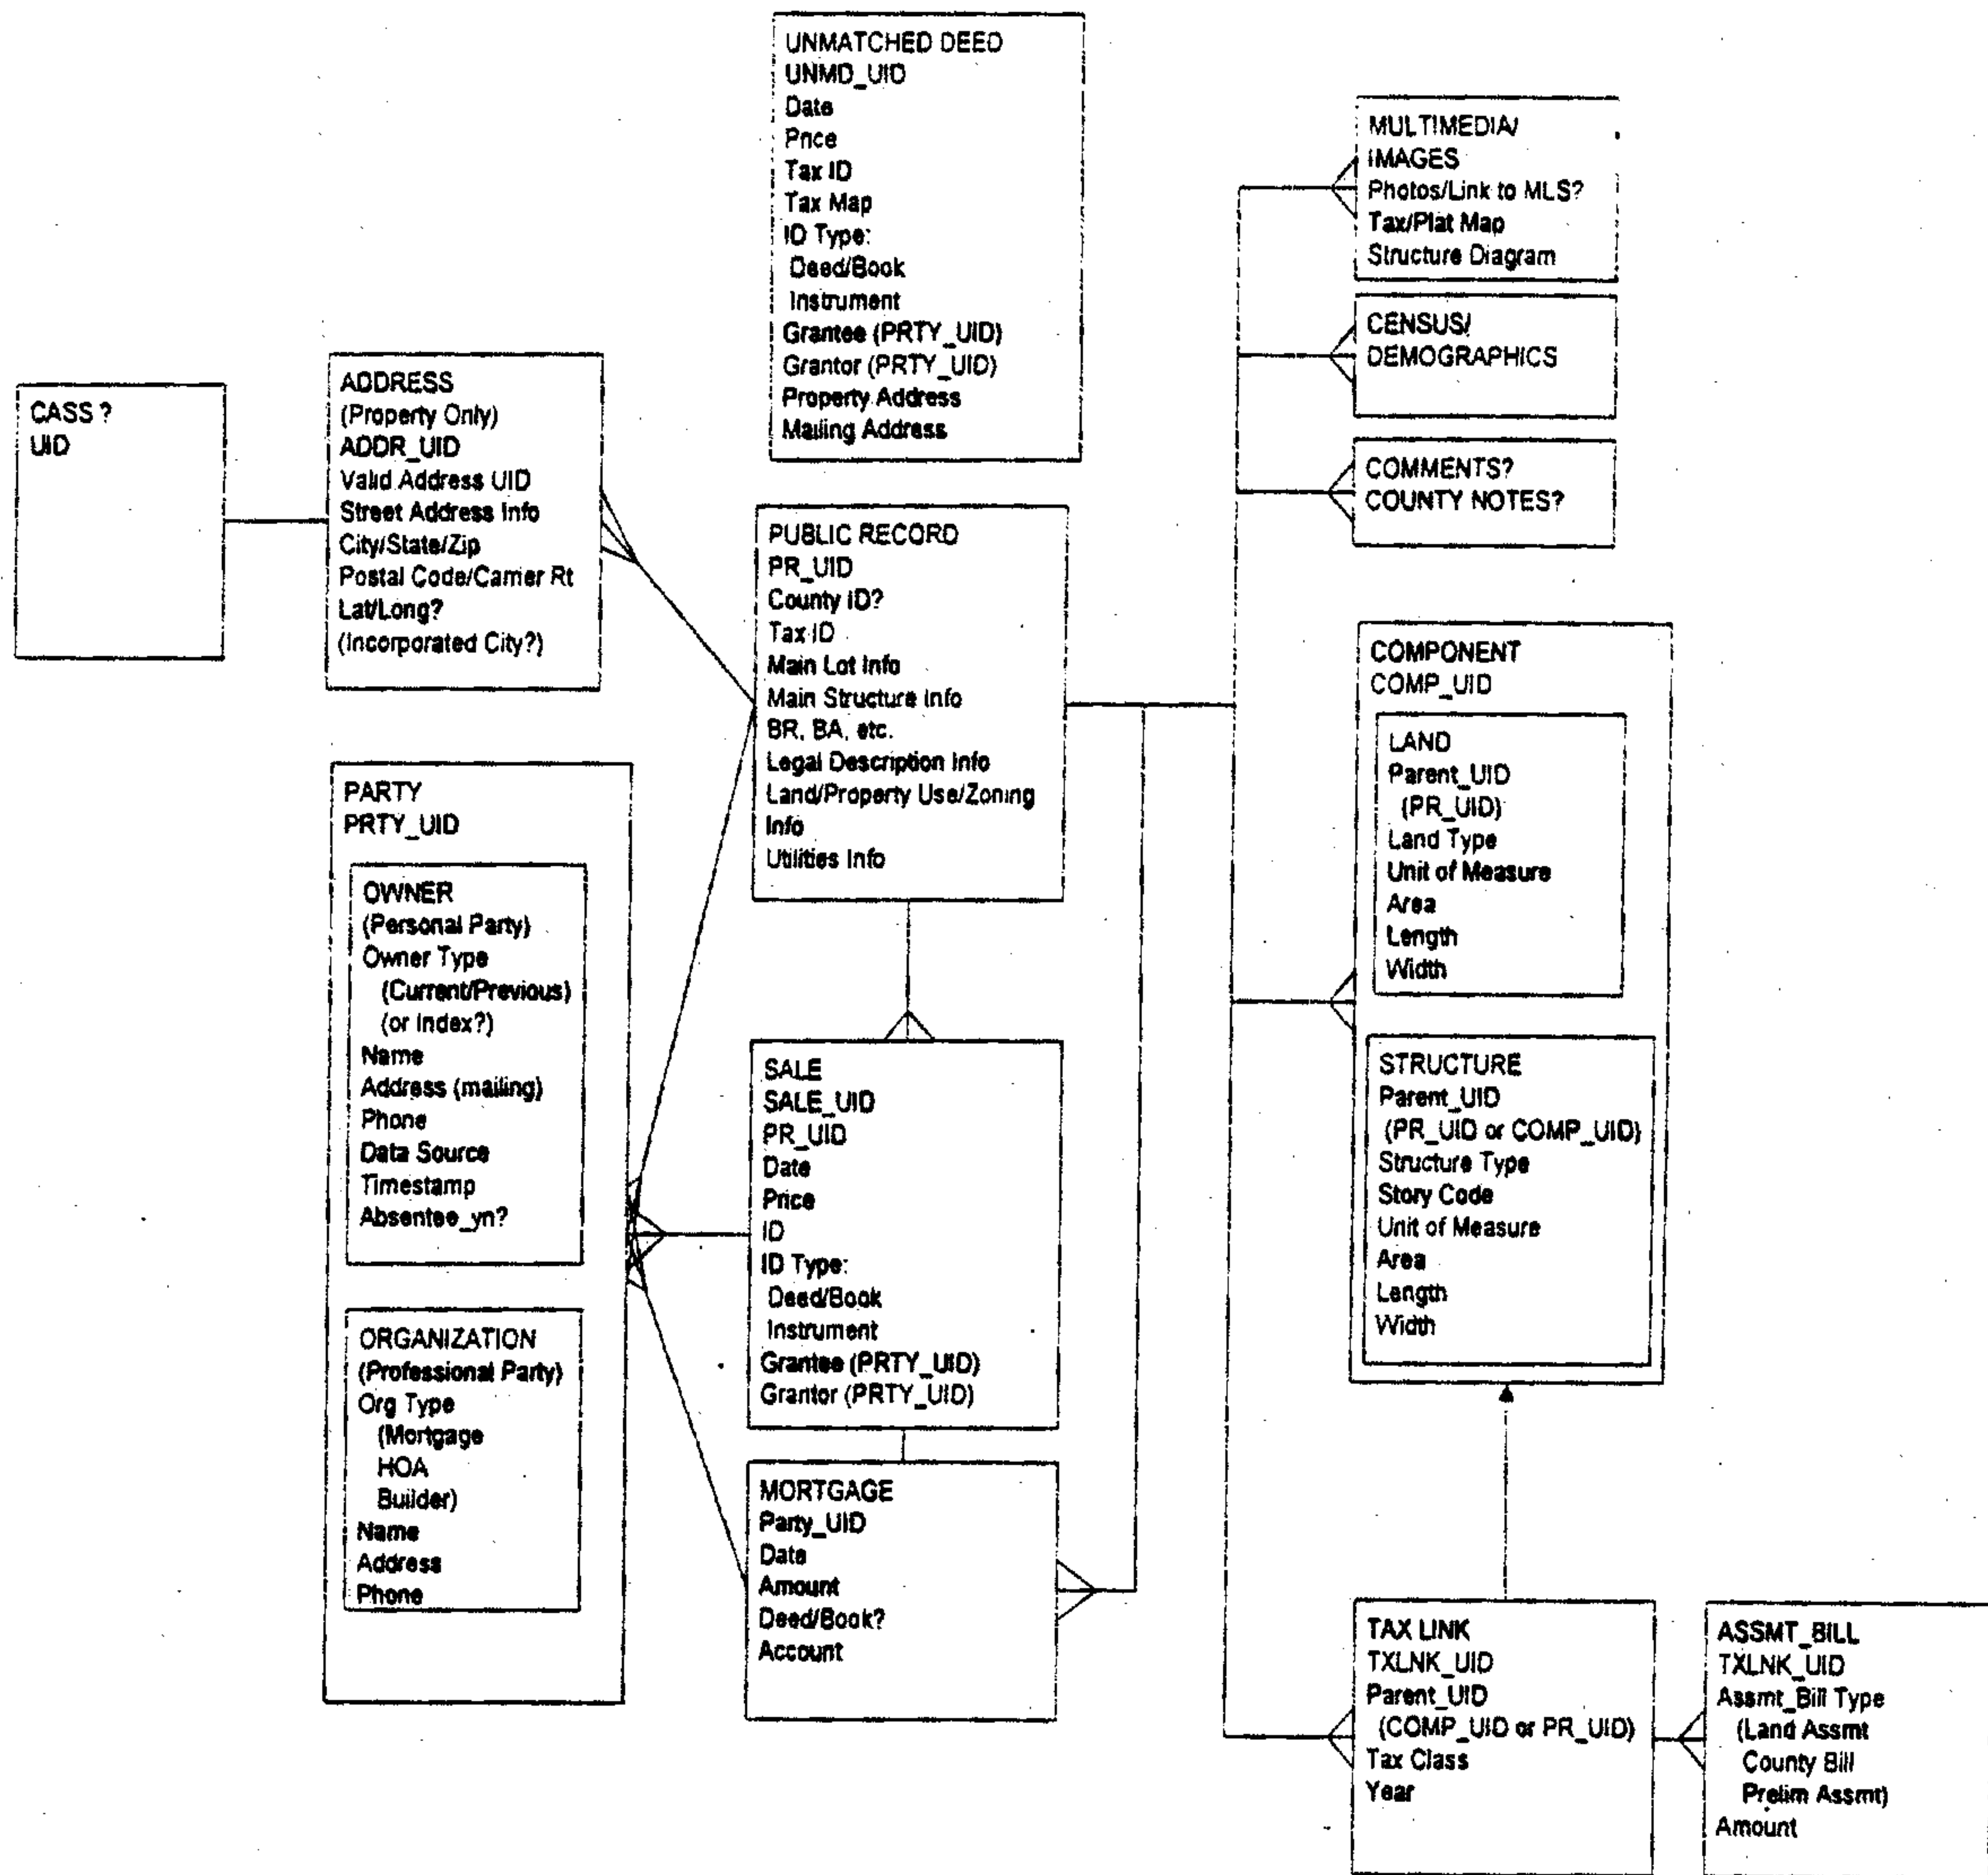 UNMATCHED DEED
UNMD_UID
Date
Price
Tax ID
Tax Map
ID Type:
Deed/Book
Instrument
Grantee (PRTY_UID)
Grantor (PRTY_UID)
Property Address
Mailing Address
CASS ?
UID
ADDRESS
(Property Only)
ADDR_UID
Valid Address UID
Street Address Info
City/State/Zip
Postal Code/Carrier Rt
Lat/Long?
(Incorporated City?)
PARTY
PRTY_UID
OWNER
(Personal Party)
Owner Type
(Current/Previous)
(or Index?)
Name
Address (mailing)
Phone
Data Source
Timestamp
Absentee_yn?
ORGANIZATION
(Professional Party)
Org Type
(Mortgage
HOA
Builder)
Name
Address
Phone
PUBLIC RECORD
PR_UID
County ID?
Tax ID
Main Lot Info
Main Structure Info
BR, BA, etc.
Legal Description Info
Land/Property Use/Zoning
Info
Utilities Info
SALE
SALE_UID
PR_UID
Date
Price
ID
ID Type:
Deed/Book
Instrument
Grantee (PRTY_UID)
Grantor (PRTY_UID)
MORTGAGE
Party_UID
Date
Amount
Deed/Book?
Account
MULTIMEDIA/
IMAGES
Photos/Link to MLS?
Tax/Plat Map
Structure Diagram
CENSUS/
DEMOGRAPHICS
COMMENTS?
COUNTY NOTES?
COMPONENT
COMP_UID
LAND
Parent_UID
(PR_UID)
Land Type
Unit of Measure
Area
Length
Width
STRUCTURE
Parent_UID
(PR_UID or COMP_UID)
Structure Type
Story Code
Unit of Measure
Area
Length
Width
TAX LINK
TXLNK_UID
Parent_UID
(COMP_UID or PR_UID)
Tax Class
Year
ASSMT_BILL
TXLNK_UID
Assmt_Bill Type
(Land Assmt
County Bill
Prelim Assmt)
Amount